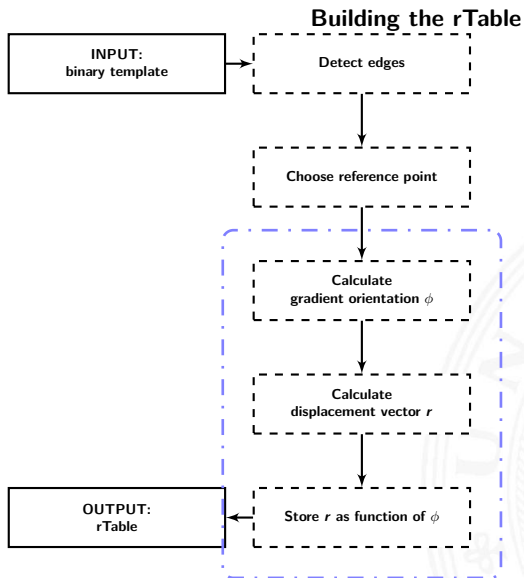 Building the rTable
INPUT:
binary template
Detect edges
Choose reference point
Calculate
gradient orientation ϕ
Calculate
displacement vector r
OUTPUT:
rTable
Store r as function of ϕ
U N